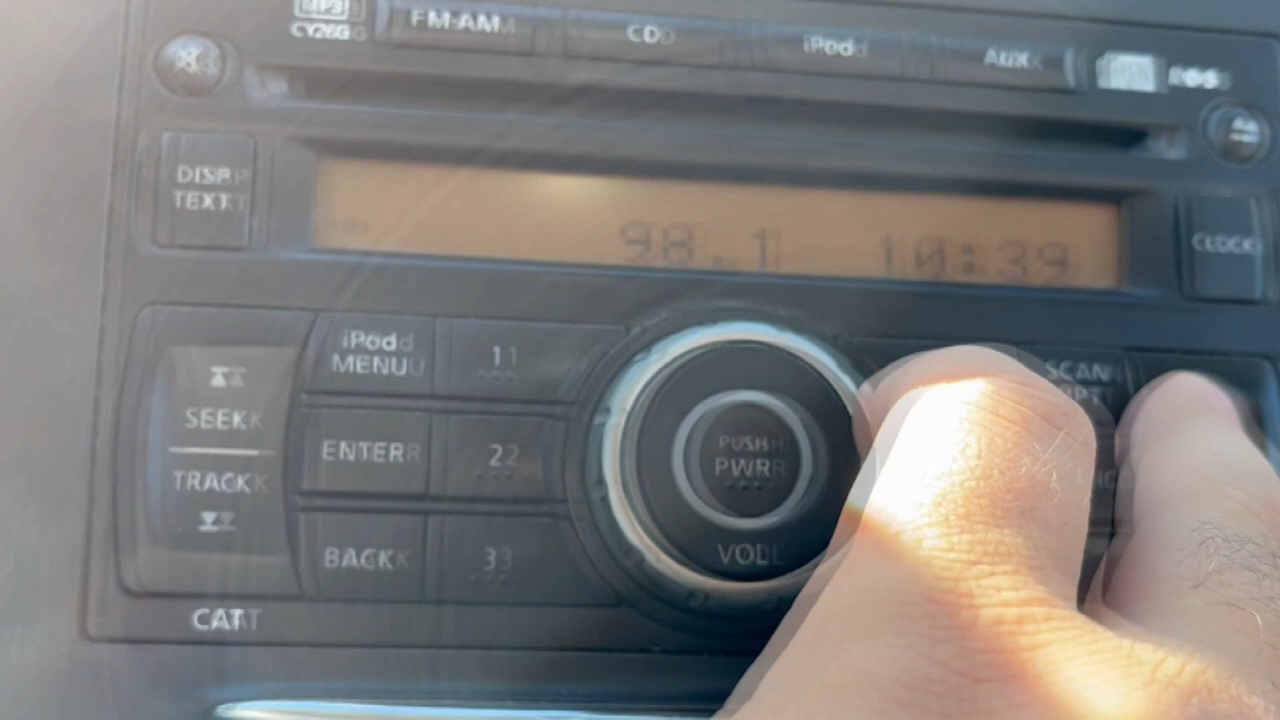 MP3
FM·AM
CD
iPod
AUX
DISP
TEXT
98.1 10:39
CLOCK
SEEK
TRACK
iPod
MENU
1
ENTER
2
BACK
3
PUSH
PWR
VOL
SCAN
CAT